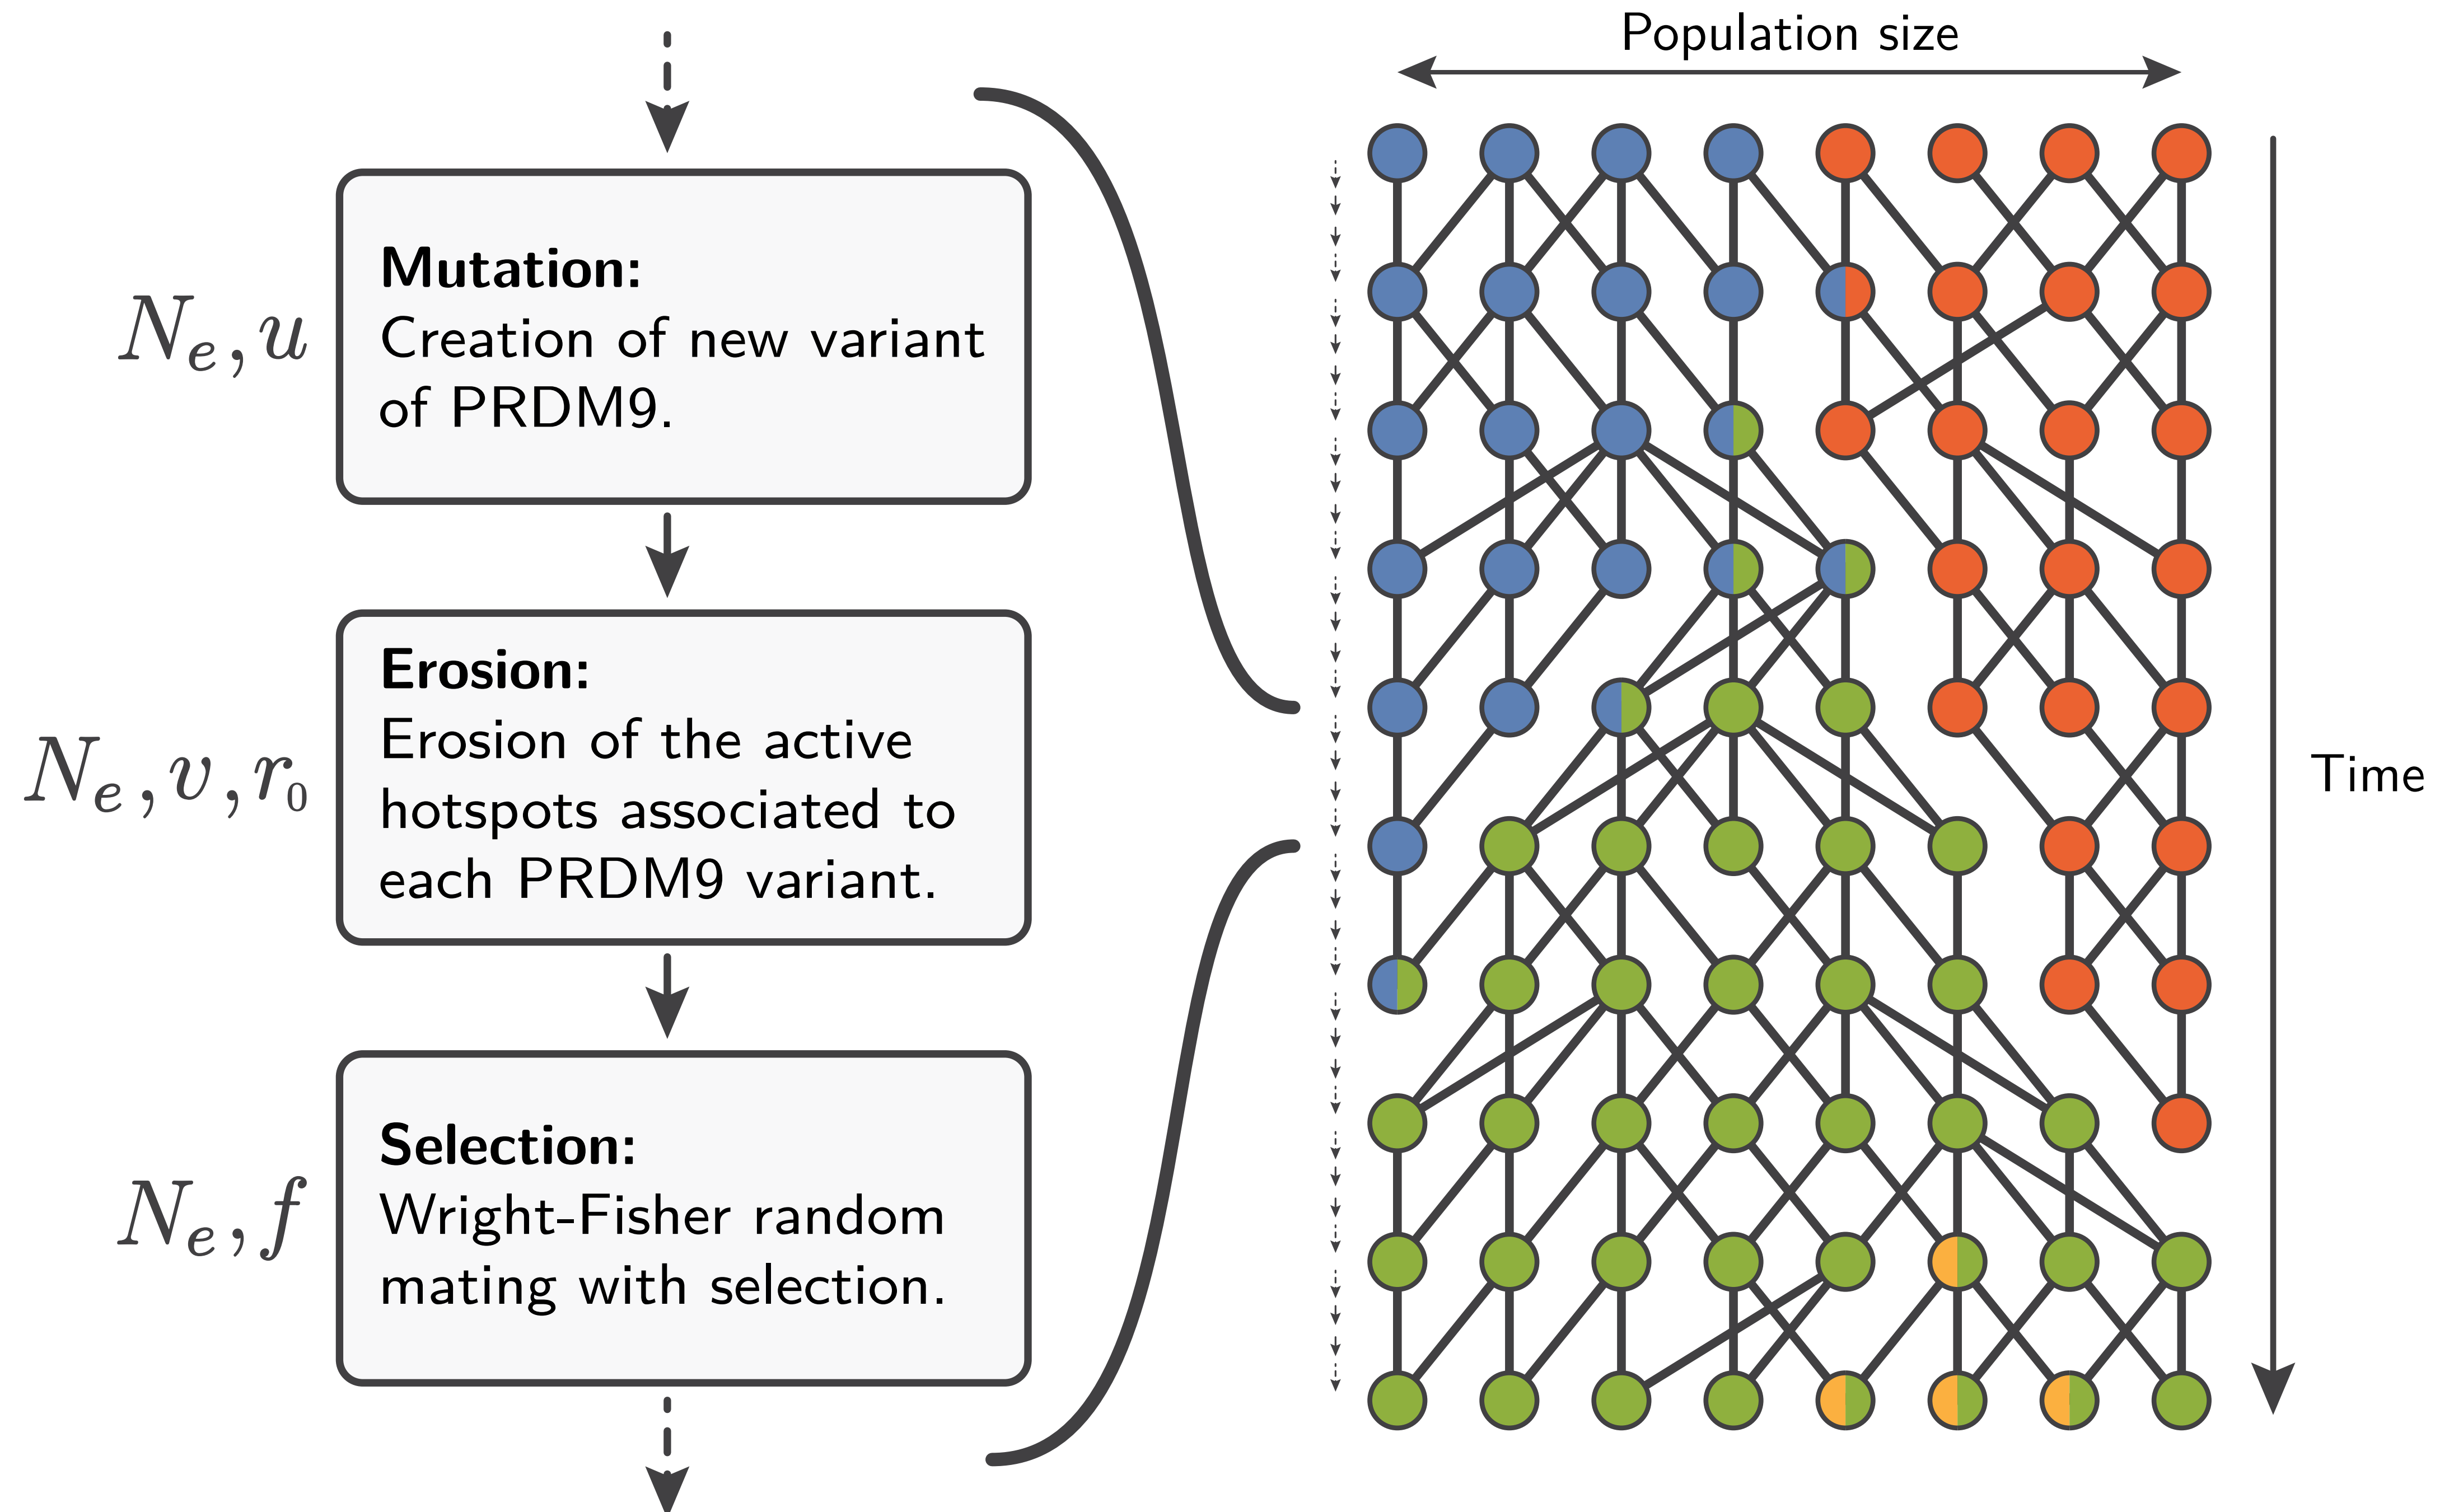 Population size
Mutation:
Creation of new variant
of PRDM9.
Nₑ, u
Erosion:
Erosion of the active
hotspots associated to
each PRDM9 variant.
Nₑ, v, r₀
Selection:
Wright-Fisher random
mating with selection.
Nₑ, f
Time